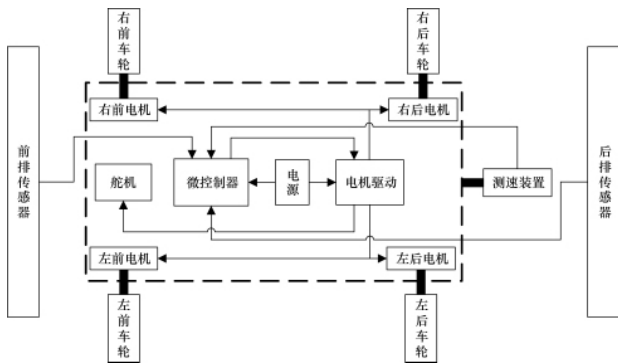 右前车轮
右后车轮
右前电机
右后电机
前排传感器
舵机
微控制器
电源
电机驱动
测速装置
后排传感器
左前电机
左后电机
左前车轮
左后车轮